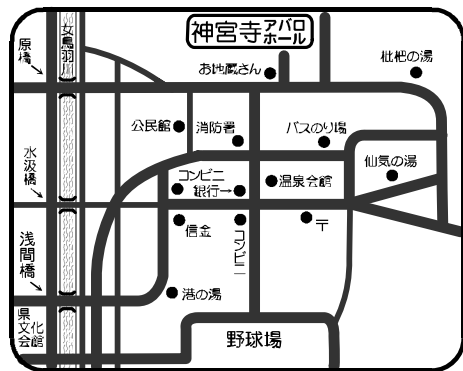 神宮寺 アバロホール
女鳥羽川
原橋
お地蔵さん
枇杷の湯
公民館
消防署
バスのり場
水汲橋
コンビニ
銀行→
温泉会館
仙気の湯
信金
コンビニ
〒
浅間橋
港の湯
県文化会館
野球場